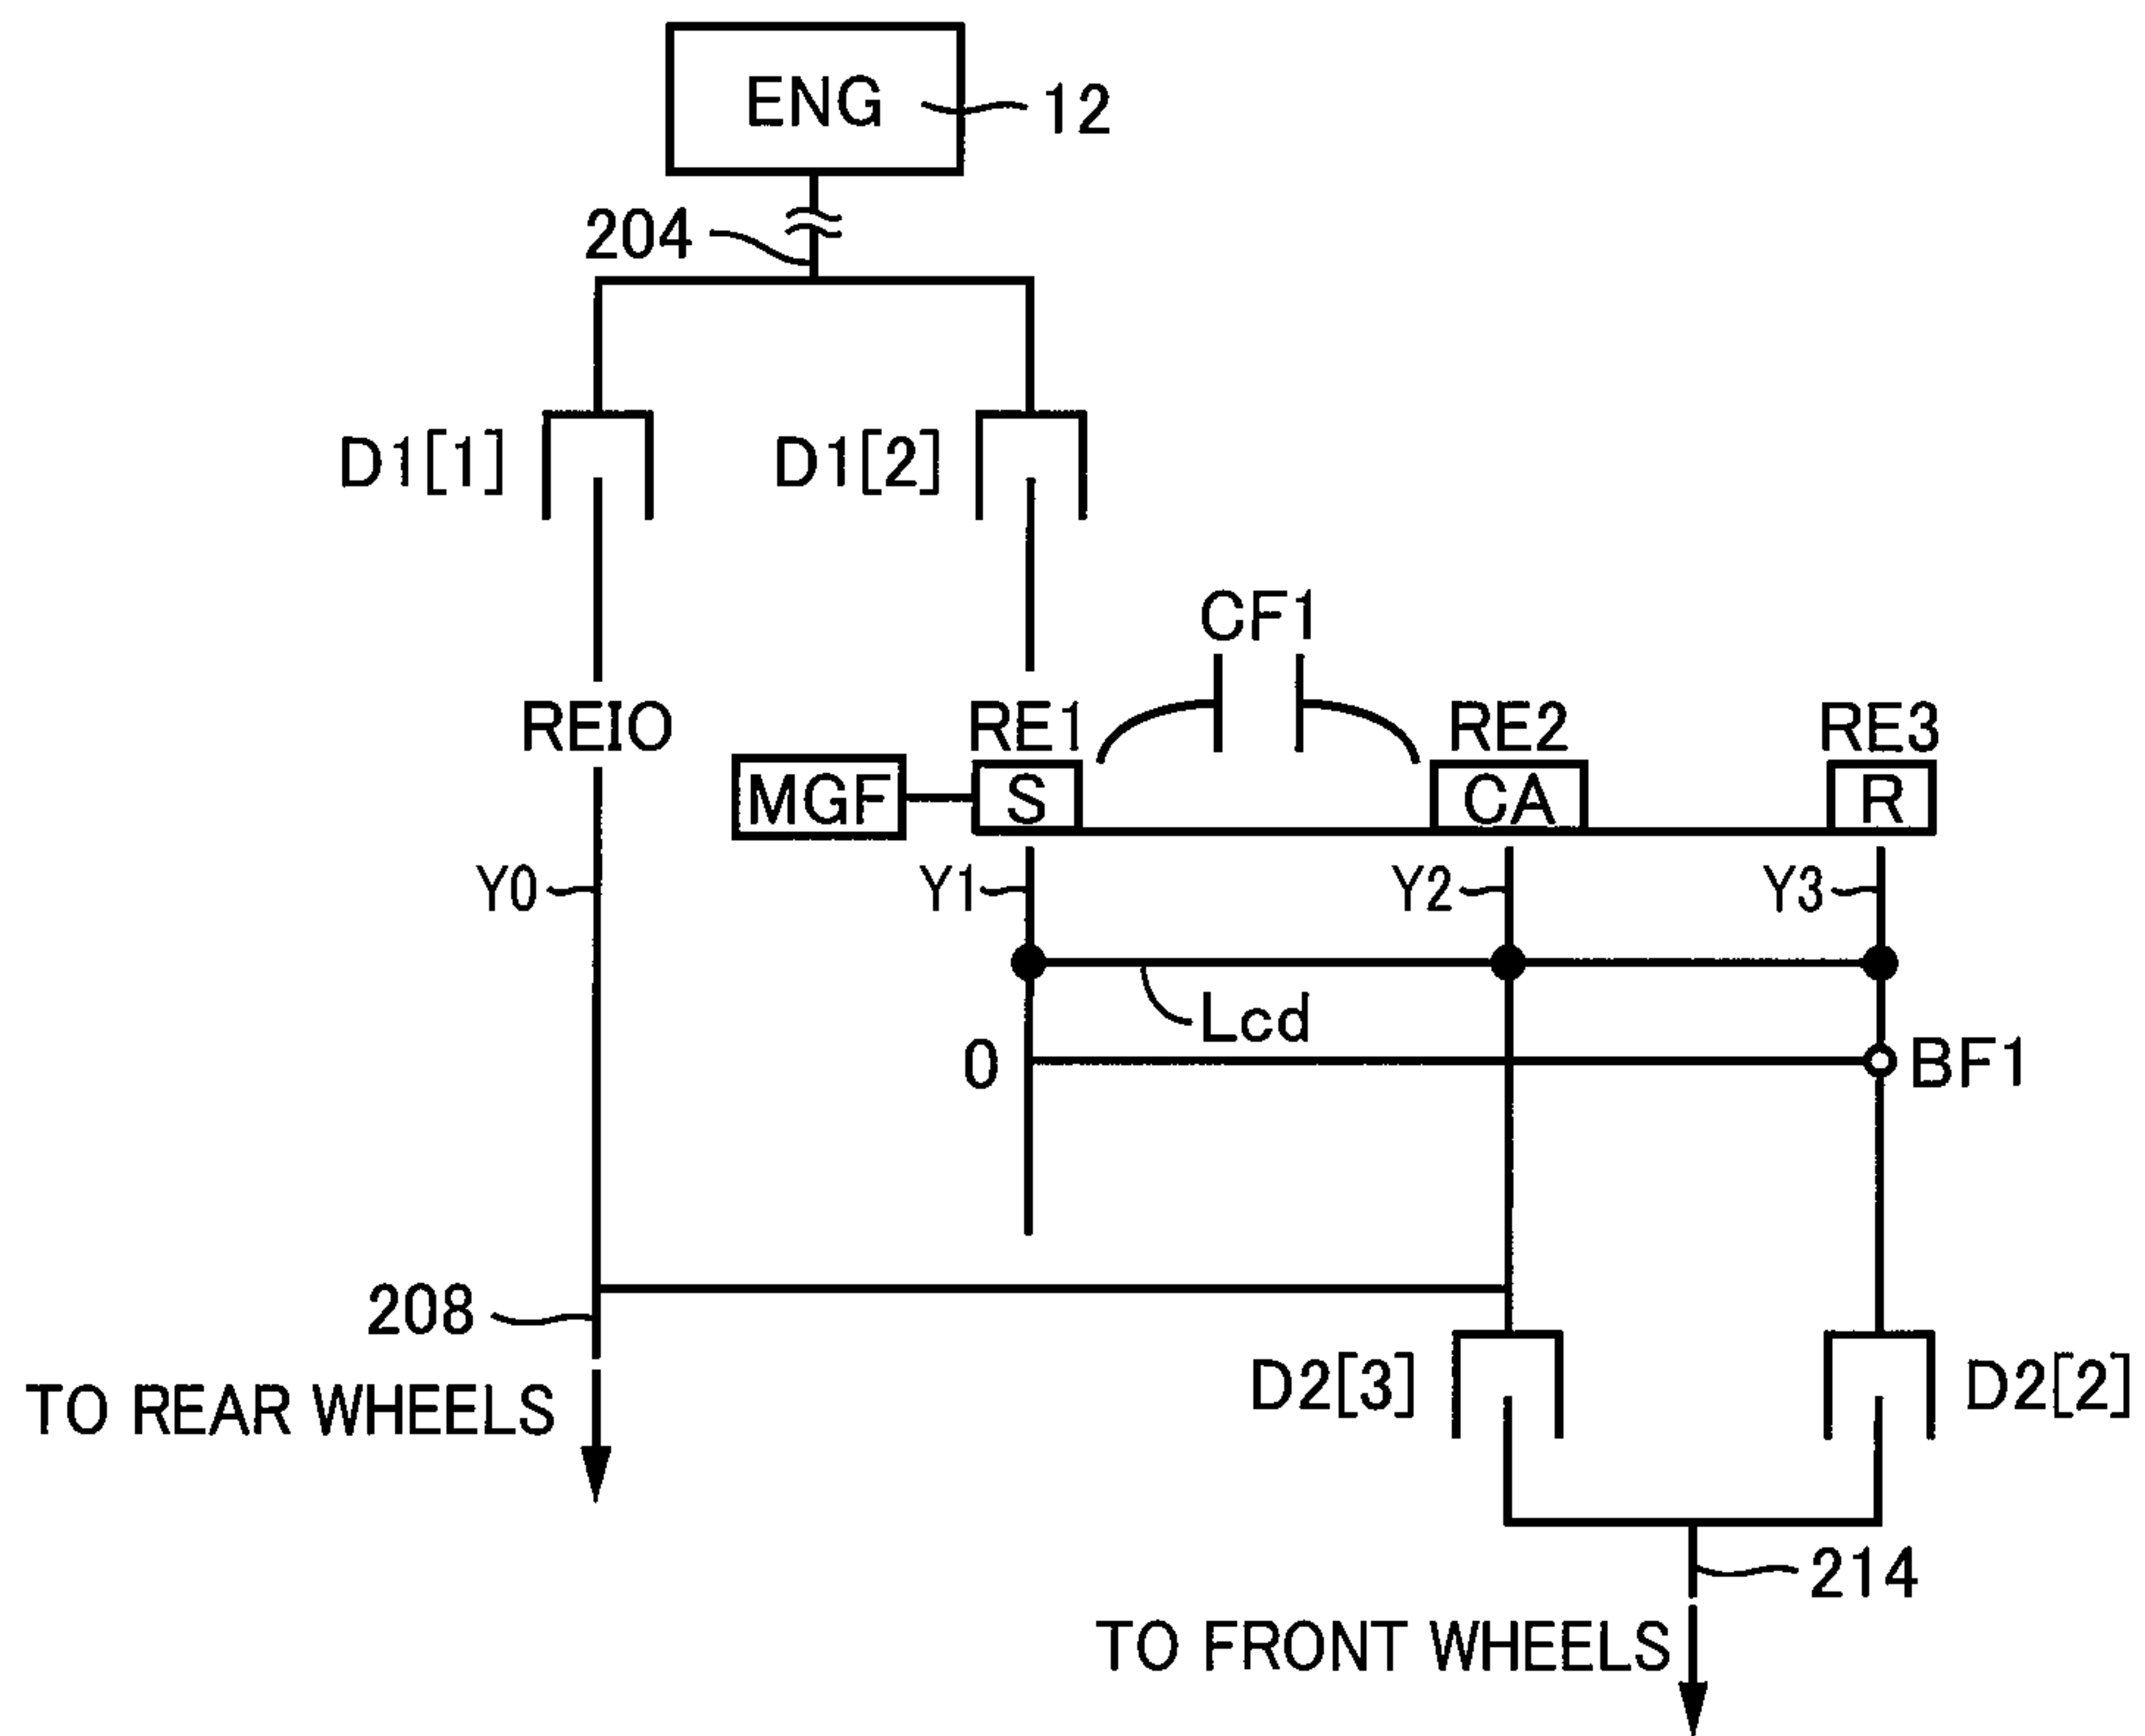 ENG
12
204
D1[1]
D1[2]
CF1
REIO
RE1
RE2
RE3
MGF
S
CA
R
Y0
Y1
Y2
Y3
Lcd
0
BF1
208
D2[3]
D2[2]
TO REAR WHEELS
214
TO FRONT WHEELS